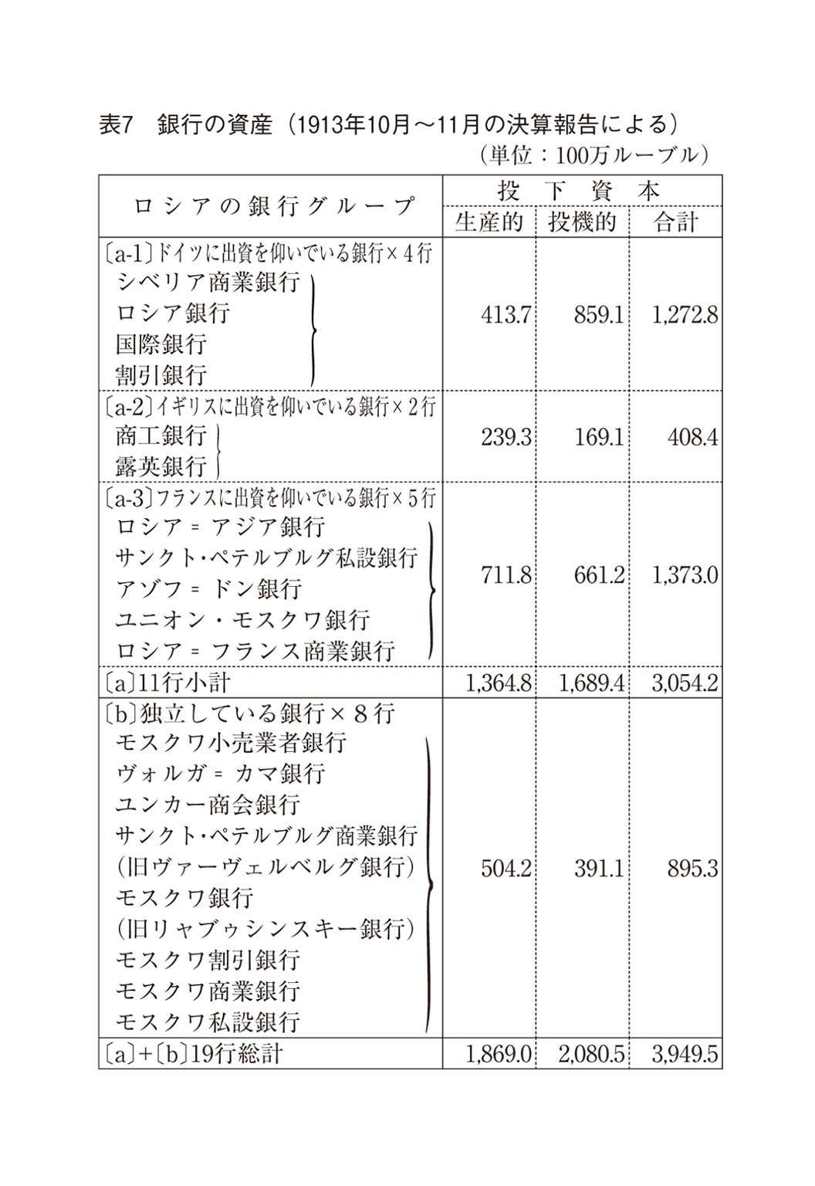 表7　銀行の資産（1913年10月～11月の決算報告による）
（単位：100万ルーブル）
ロシアの銀行グループ
投下資本
生産的 投機的 合計
〔a-1〕ドイツに出資を仰いでいる銀行×4行
シベリア商業銀行
ロシア銀行
国際銀行
割引銀行
413.7 859.1 1,272.8
〔a-2〕イギリスに出資を仰いでいる銀行×2行
商工銀行
露英銀行
239.3 169.1 408.4
〔a-3〕フランスに出資を仰いでいる銀行×5行
ロシア＝アジア銀行
サンクト・ペテルブルグ私設銀行
アゾフ＝ドン銀行
ユニオン・モスクワ銀行
ロシア＝フランス商業銀行
711.8 661.2 1,373.0
〔a〕11行小計 1,364.8 1,689.4 3,054.2
〔b〕独立している銀行×８行
モスクワ小売業者銀行
ヴォルガ＝カマ銀行
ユンカー商会銀行
サンクト・ペテルブルグ商業銀行
（旧ヴァーヴェルベルグ銀行）
モスクワ銀行
（旧リャブゥシンスキー銀行）
モスクワ割引銀行
モスクワ商業銀行
モスクワ私設銀行
504.2 391.1 895.3
〔a〕+〔b〕19行総計 1,869.0 2,080.5 3,949.5